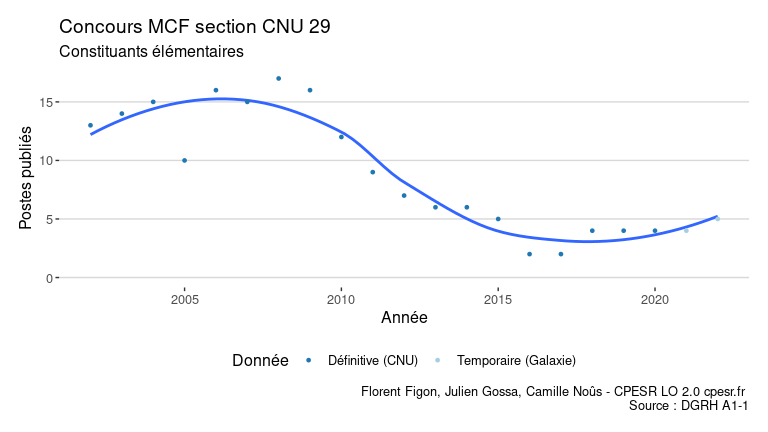 Concours MCF section CNU 29
Constituants élémentaires
Postes publiés
15
10
5
0
2005 2010 2015 2020
Année
Donnée Définitive (CNU) Temporaire (Galaxie)
Florent Figon, Julien Gossa, Camille Noûs - CPESR LO 2.0 cpesr.fr
Source : DGRH A1-1